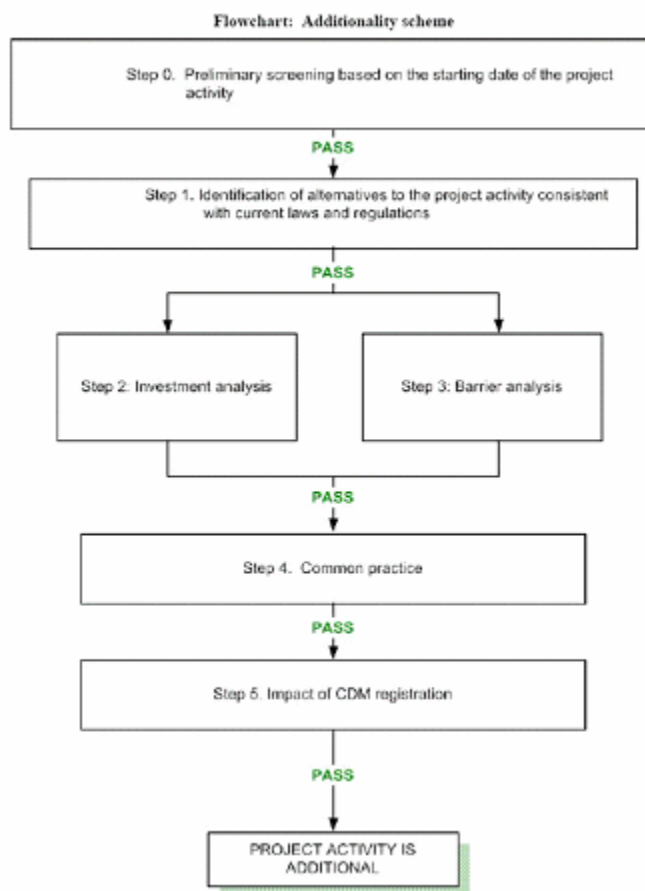 Flowchart: Additionality scheme
Step 0. Preliminary screening based on the starting date of the project
activity
PASS
Step 1. Identification of alternatives to the project activity consistent
with current laws and regulations
PASS
Step 2: Investment analysis
Step 3: Barrier analysis
PASS
Step 4. Common practice
PASS
Step 5. Impact of CDM registration
PASS
PROJECT ACTIVITY IS
ADDITIONAL